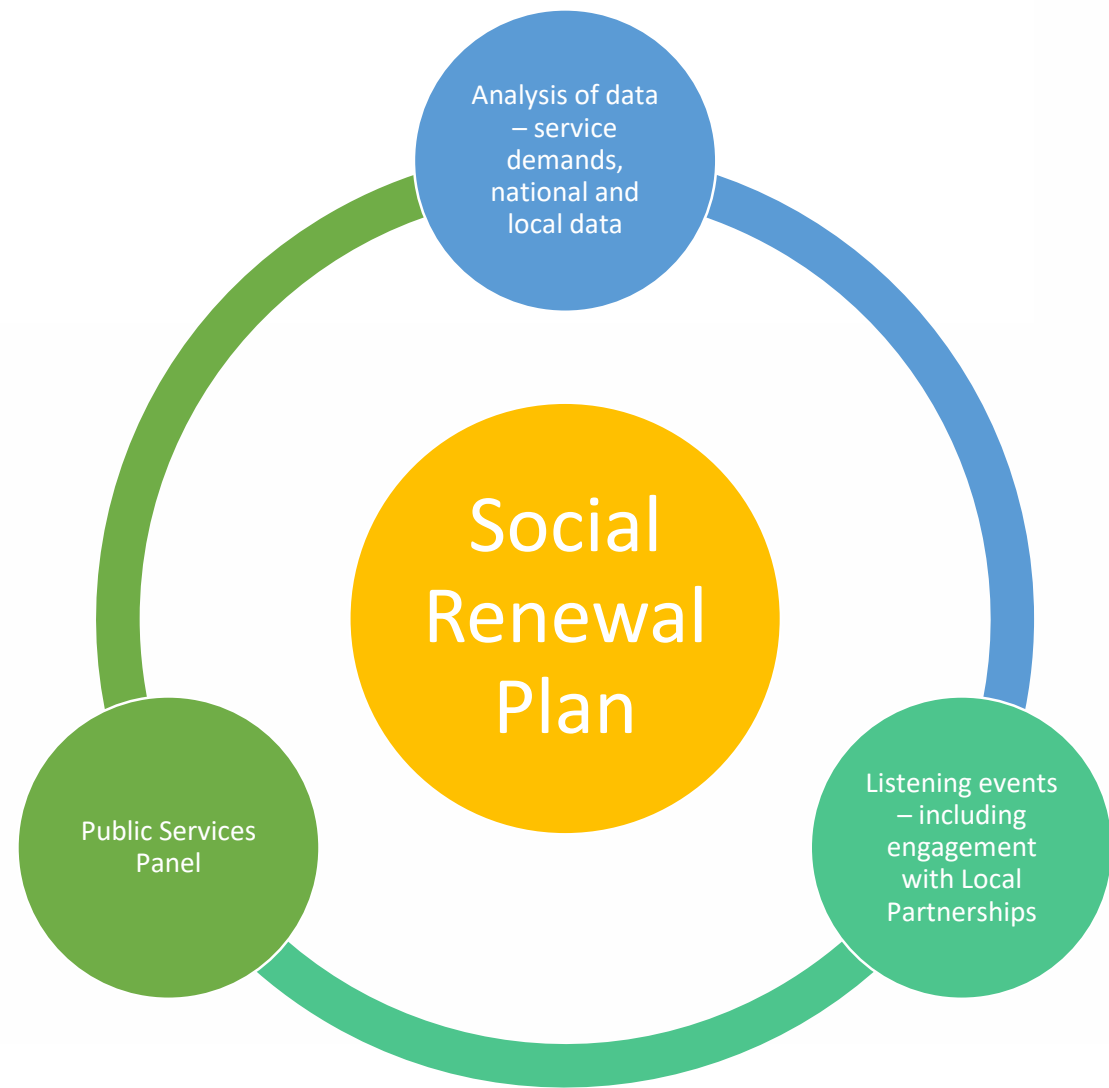 Analysis of data
– service
demands,
national and
local data
Social
Renewal
Plan
Public Services
Panel
Listening events
– including
engagement
with Local
Partnerships